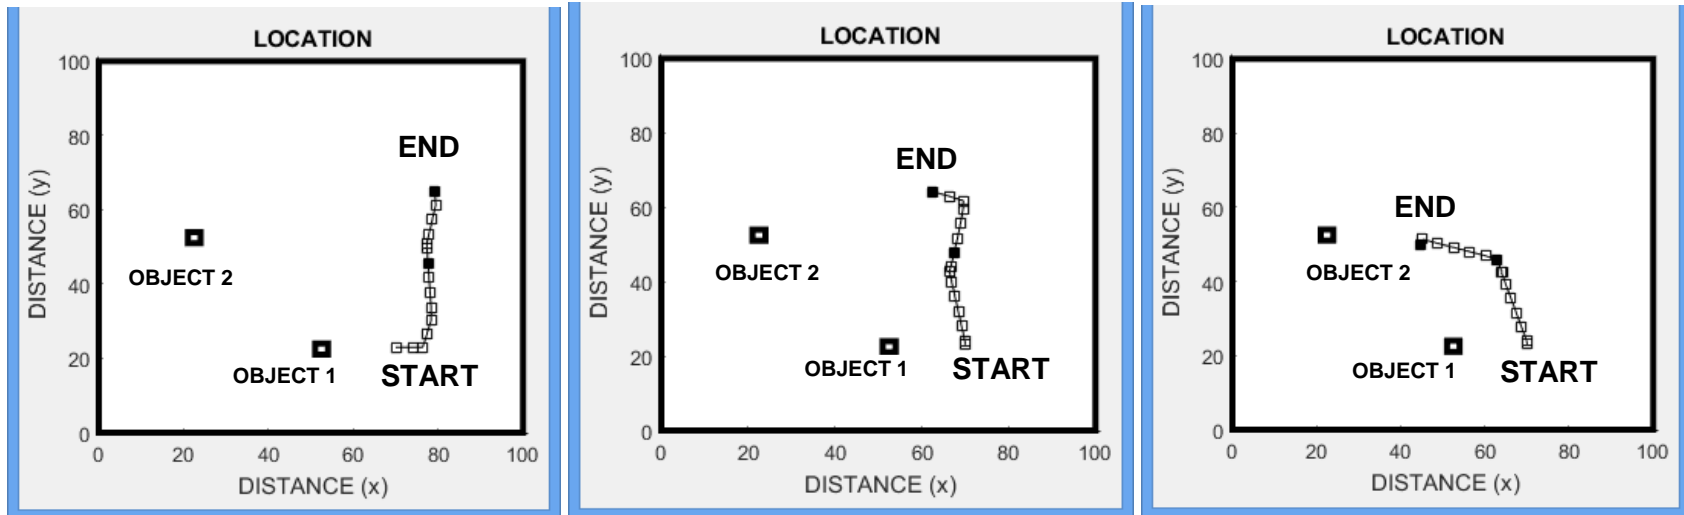 LOCATION
100
80
60
40
20
0
DISTANCE (y)
END
OBJECT 2
OBJECT 1
START
0 20 40 60 80 100
DISTANCE (x)
LOCATION
100
80
60
40
20
0
DISTANCE (y)
END
OBJECT 2
OBJECT 1
START
0 20 40 60 80 100
DISTANCE (x)
LOCATION
100
80
60
40
20
0
DISTANCE (y)
END
OBJECT 2
OBJECT 1
START
0 20 40 60 80 100
DISTANCE (x)